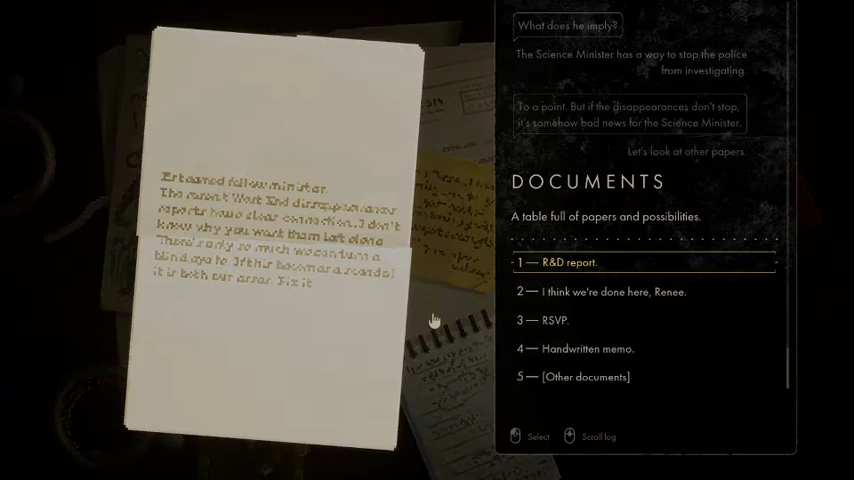 Esteemed fellow minister.
The recent West End disappearances
reports have clear connection. I don't
know why you want them left alone
There's only so much we can turn a
blind eye to. If this becomes a scandal
it is both our asses. Fix it
What does he imply?
The Science Minister has a way to stop the police
from investigating.
To a point. But if the disappearances don't stop,
it's somehow bad news for the Science Minister.
Let's look at other papers.
DOCUMENTS
A table full of papers and possibilities.
1 — R&D report.
2 — I think we're done here, Renee.
3 — RSVP.
4 — Handwritten memo.
5 — [Other documents]
Select
Scroll log